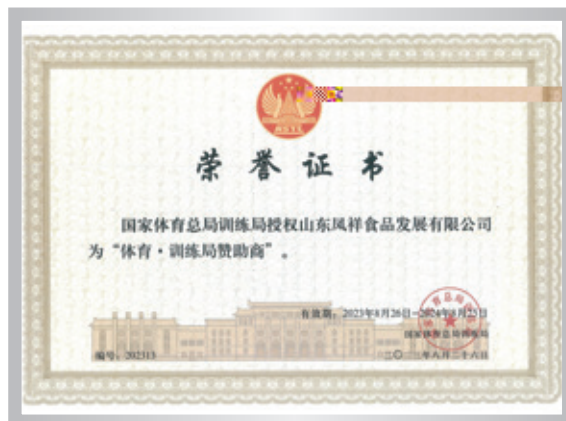 荣誉证书
国家体育总局训练局授权山东凤祥食品发展有限公司
为“体育·训练局赞助商”。
有效期：2023年8月26日-2024年8月25日
国家体育总局训练局
编号：202313
二〇二三年八月二十六日